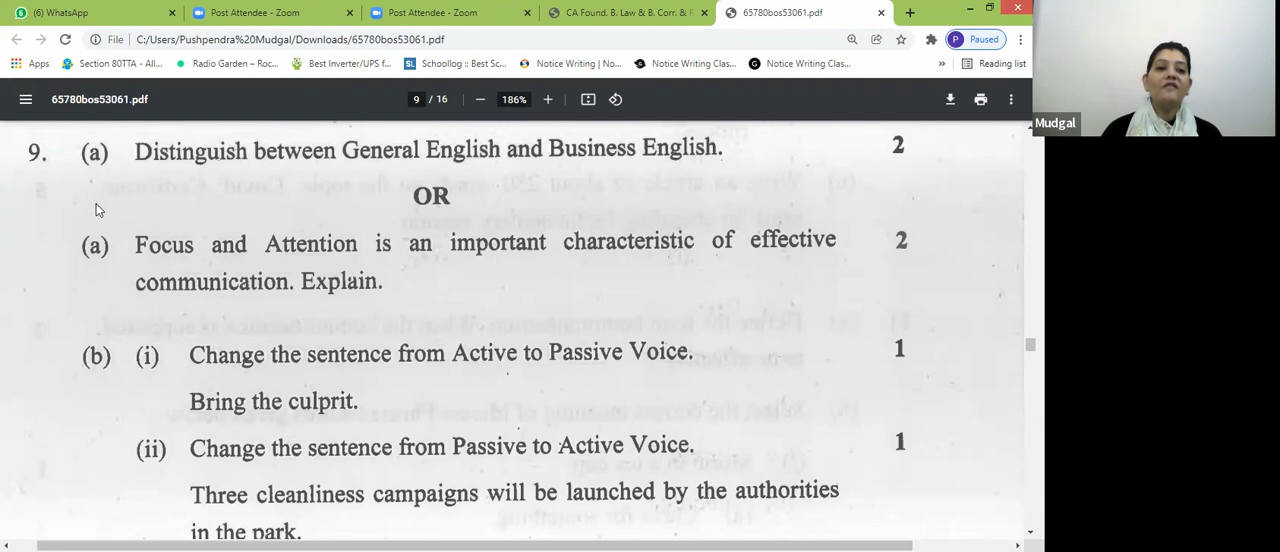 (6) WhatsApp
Post Attendee - Zoom
Post Attendee - Zoom
CA Found. B. Law & B. Corr. & R
65780bos53061.pdf
File C:/Users/Pushpendra%20Mudgal/Downloads/65780bos53061.pdf
P Paused
Apps Section 80TTA - All... Radio Garden – Roc... Best Inverter/UPS f... Schoollog :: Best Sc... Notice Writing | No... Notice Writing Clas... Notice Writing Clas... » Reading list
65780bos53061.pdf 9 / 16 — 186% +
Mudgal
9. (a) Distinguish between General English and Business English. 2
OR
(a) Focus and Attention is an important characteristic of effective 2
communication. Explain.
(b) (i) Change the sentence from Active to Passive Voice. 1
Bring the culprit.
(ii) Change the sentence from Passive to Active Voice. 1
Three cleanliness campaigns will be launched by the authorities
in the park.